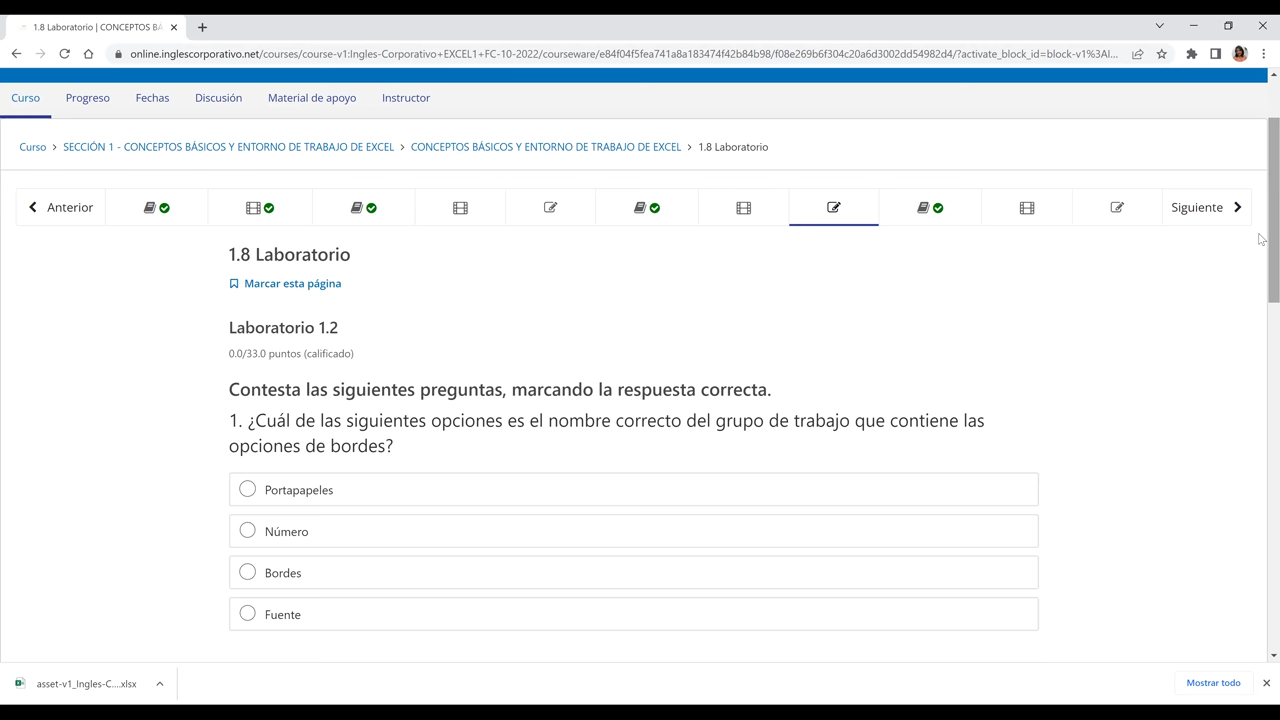 1.8 Laboratorio | CONCEPTOS BÁ
online.inglescorporativo.net/courses/course-v1:Ingles-Corporativo+EXCEL1+FC-10-2022/courseware/e84f04f5fea741a8a183474f42b84b98/f08e269b6f304c20a6d3002dd54982d4/?activate_block_id=block-v1%3AI...
Curso Progreso Fechas Discusión Material de apoyo Instructor
Curso > SECCIÓN 1 - CONCEPTOS BÁSICOS Y ENTORNO DE TRABAJO DE EXCEL > CONCEPTOS BÁSICOS Y ENTORNO DE TRABAJO DE EXCEL > 1.8 Laboratorio
Anterior Siguiente
1.8 Laboratorio
Marcar esta página
Laboratorio 1.2
0.0/33.0 puntos (calificado)
Contesta las siguientes preguntas, marcando la respuesta correcta.
1. ¿Cuál de las siguientes opciones es el nombre correcto del grupo de trabajo que contiene las
opciones de bordes?
Portapapeles
Número
Bordes
Fuente
asset-v1_Ingles-C....xlsx Mostrar todo